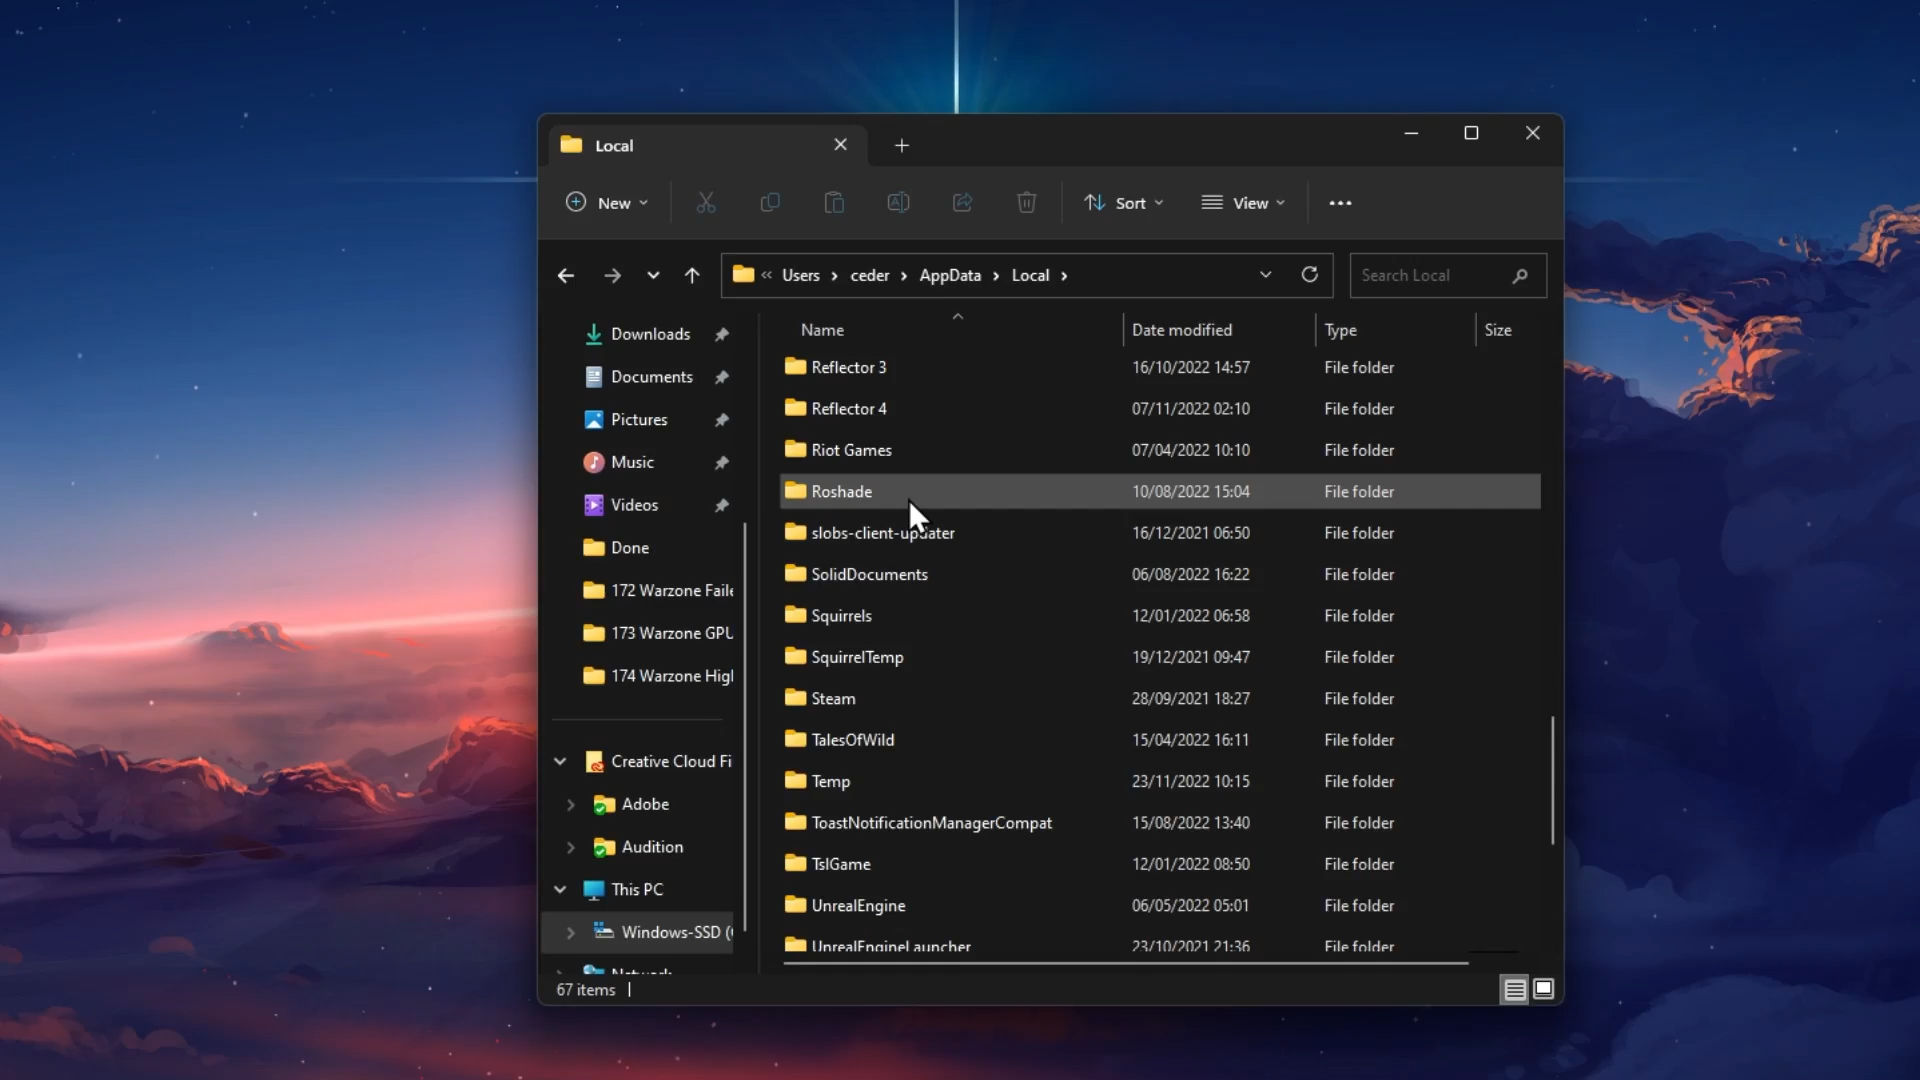 Local
New
Sort
View
« Users › ceder › AppData › Local ›
Search Local
Downloads
Documents
Pictures
Music
Videos
Done
172 Warzone Faile
173 Warzone GPU
174 Warzone Higl
Creative Cloud Fi
Adobe
Audition
This PC
Windows-SSD (
Network
Name Date modified Type Size
Reflector 3 16/10/2022 14:57 File folder
Reflector 4 07/11/2022 02:10 File folder
Riot Games 07/04/2022 10:10 File folder
Roshade 10/08/2022 15:04 File folder
slobs-client-updater 16/12/2021 06:50 File folder
SolidDocuments 06/08/2022 16:22 File folder
Squirrels 12/01/2022 06:58 File folder
SquirrelTemp 19/12/2021 09:47 File folder
Steam 28/09/2021 18:27 File folder
TalesOfWild 15/04/2022 16:11 File folder
Temp 23/11/2022 10:15 File folder
ToastNotificationManagerCompat 15/08/2022 13:40 File folder
TslGame 12/01/2022 08:50 File folder
UnrealEngine 06/05/2022 05:01 File folder
UnrealEngineLauncher 23/10/2021 21:36 File folder
67 items